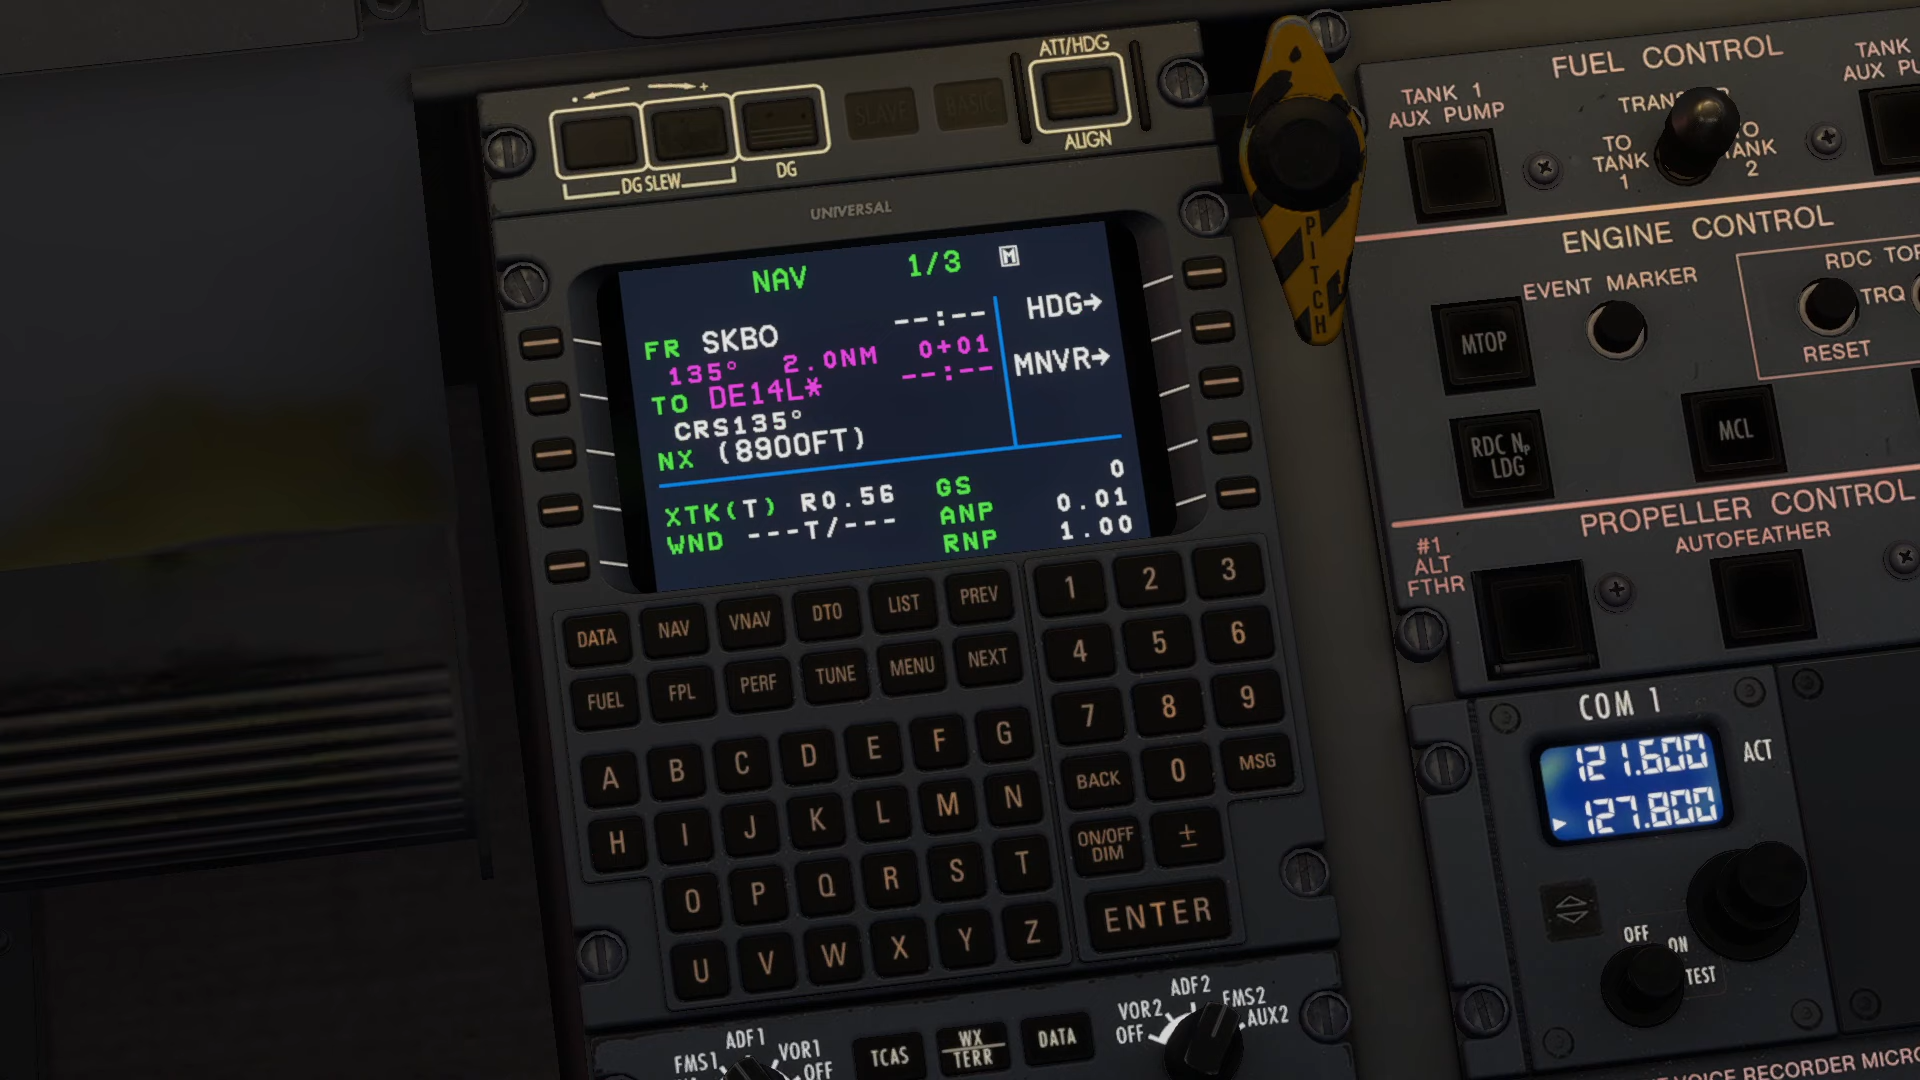 ATT/HDG
- +
SLAVE BASIC
ALIGN
DG SLEW DG
UNIVERSAL
NAV 1/3 M
FR SKBO --:-- HDG→
135° 2.0NM 0+01
TO DE14L* --:-- MNVR→
CRS135°
NX (8900FT)
XTK(T) R0.56 GS 0
WND ---T/--- ANP 0.01
RNP 1.00
DATA NAV VNAV DTO LIST PREV
FUEL FPL PERF TUNE MENU NEXT
A B C D E F G
H I J K L M N
O P Q R S T
U V W X Y Z
1 2 3
4 5 6
7 8 9
BACK 0 MSG
ON/OFF DIM ±
ENTER
FMS1 ADF1 VOR1 OFF
TCAS WX TERR DATA
OFF VOR2 ADF2 FMS2 AUX2
PITCH
FUEL CONTROL
TANK 1
AUX PUMP
TO
TANK
1
TO
TANK
2
TANK
ENGINE CONTROL
EVENT MARKER
TRQ
RESET
MTOP
RDC Np
LDG
MCL
PROPELLER CONTROL
#1
ALT
FTHR
AUTOFEATHER
COM 1
121.600 ACT
127.800
OFF
ON
TEST
VOICE RECORDER